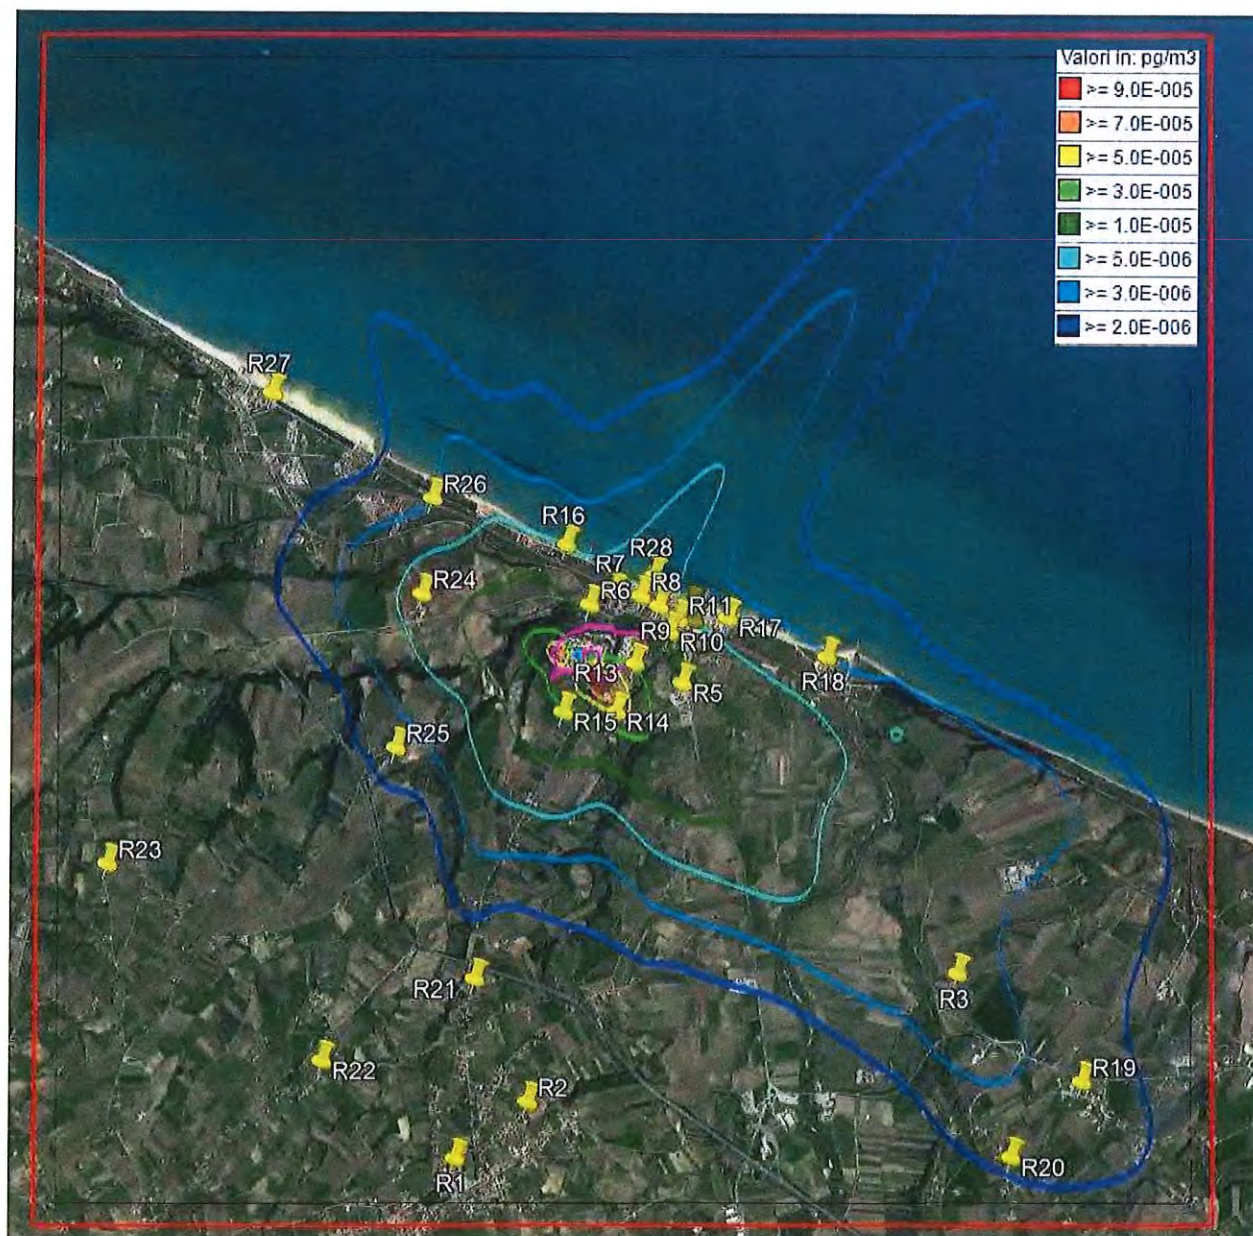 Valori in: pg/m3
>= 9.0E-005
>= 7.0E-005
>= 5.0E-005
>= 3.0E-005
>= 1.0E-005
>= 5.0E-006
>= 3.0E-006
>= 2.0E-006
R27
R26
R16
R28
R7
R8
R24
R6
R11
R17
R9
R10
R13
R5
R18
R15
R14
R25
R23
R21
R3
R22
R2
R19
R1
R20